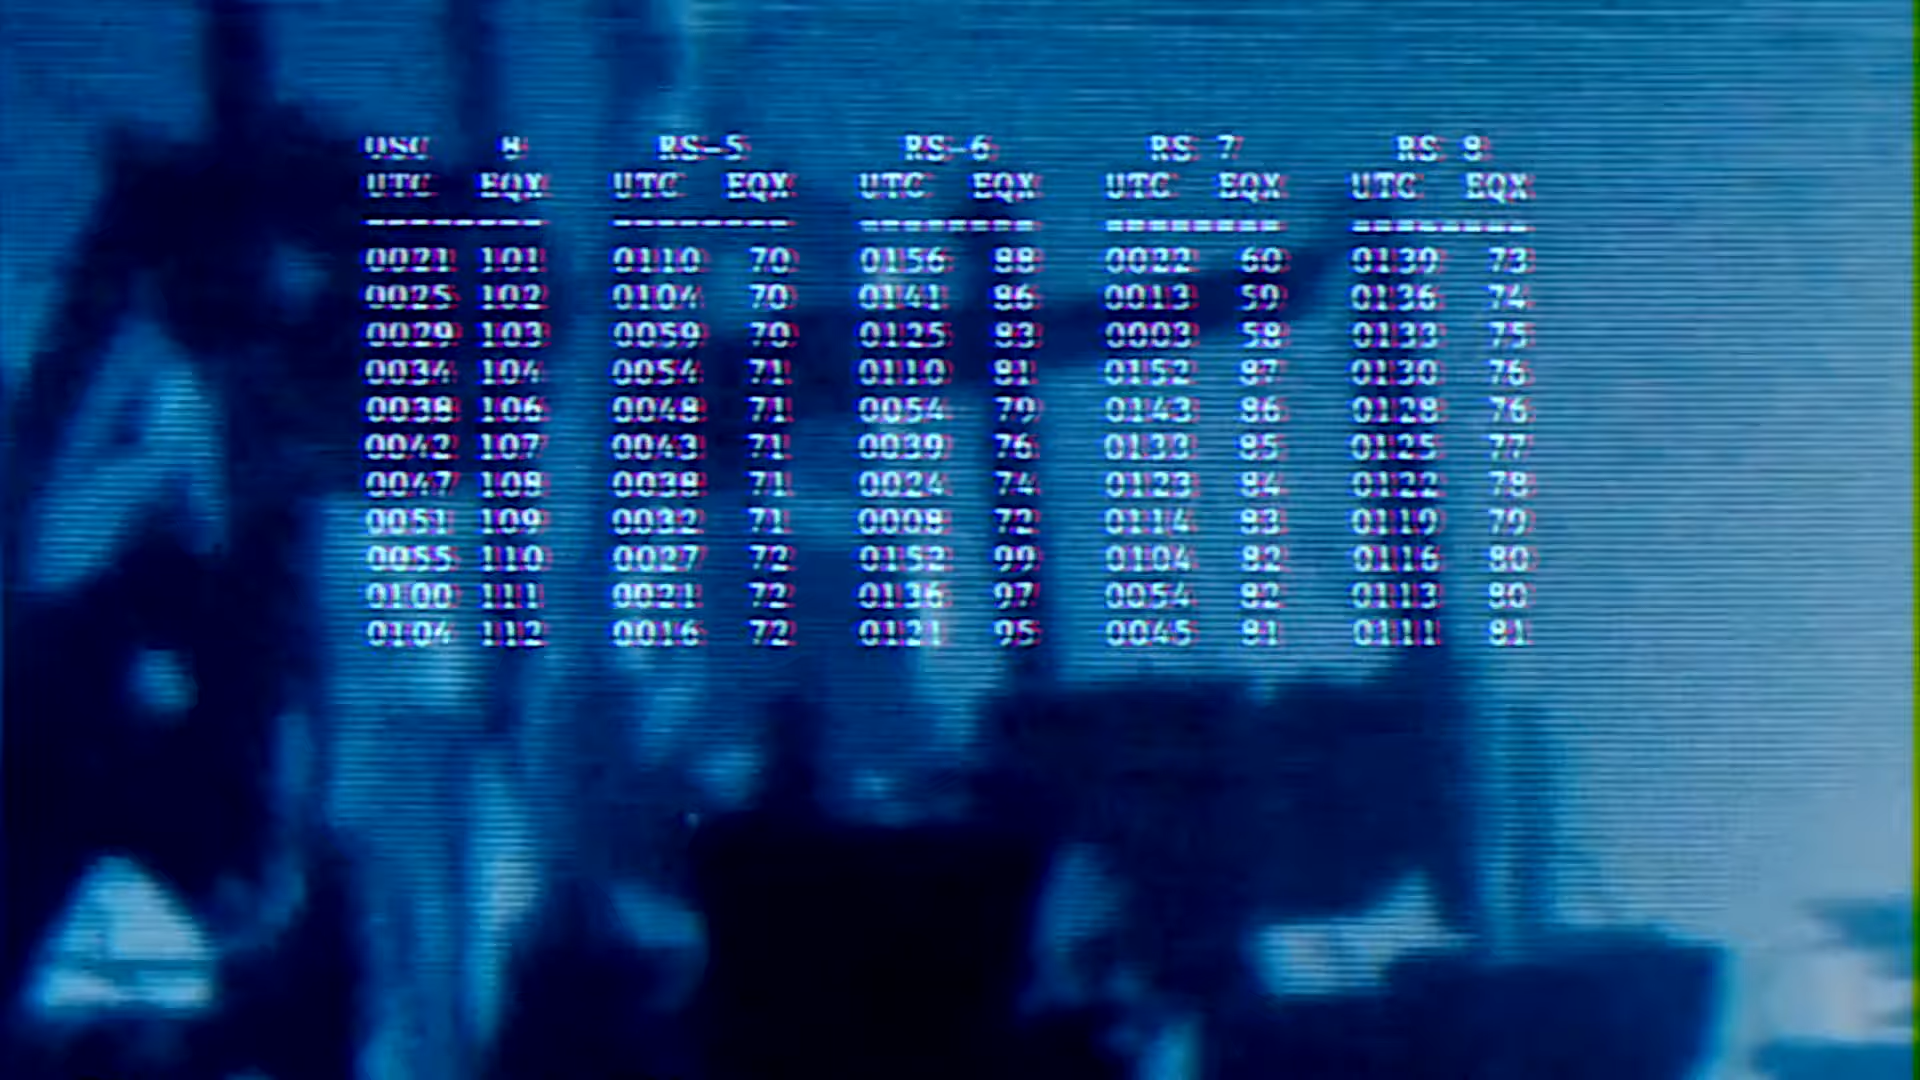 OSC 8 RS-5 RS-6 RS 7 RS 8
UTC EQX UTC EQX UTC EQX UTC EQX UTC EQX
0021 101 0110 70 0156 88 0022 60 0139 73
0025 102 0104 70 0141 86 0013 59 0136 74
0029 103 0059 70 0125 83 0003 58 0133 75
0034 104 0054 71 0110 81 0152 87 0130 76
0038 106 0048 71 0054 79 0143 86 0128 76
0042 107 0043 71 0039 76 0133 85 0125 77
0047 108 0038 71 0024 74 0123 84 0122 78
0051 109 0032 71 0008 72 0114 83 0119 79
0055 110 0027 72 0152 99 0104 82 0116 80
0100 111 0021 72 0136 97 0054 82 0113 80
0104 112 0016 72 0121 95 0045 81 0111 81